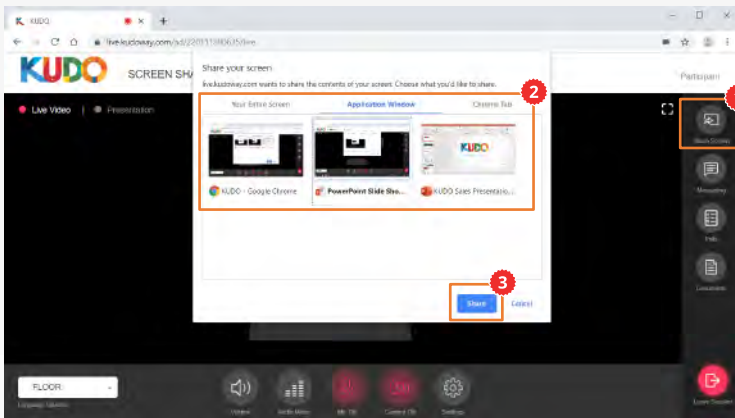 KUDO
live.kudoway.com/
KUDO
SCREEN SH
Participant
Live Video | Presentation
Share your screen
live.kudoway.com wants to share the contents of your screen. Choose what you'd like to share.
Your Entire Screen
Application Window
Chrome Tab
2
KUDO
KUDO - Google Chrome
PowerPoint Slide Sho...
KUDO Sales Presentatio...
3
Share
Cancel
Share Screen
Messaging
Polls
Documents
FLOOR
Volume
Audio Meter
Mic Off
Camera Off
Settings
Leave Session